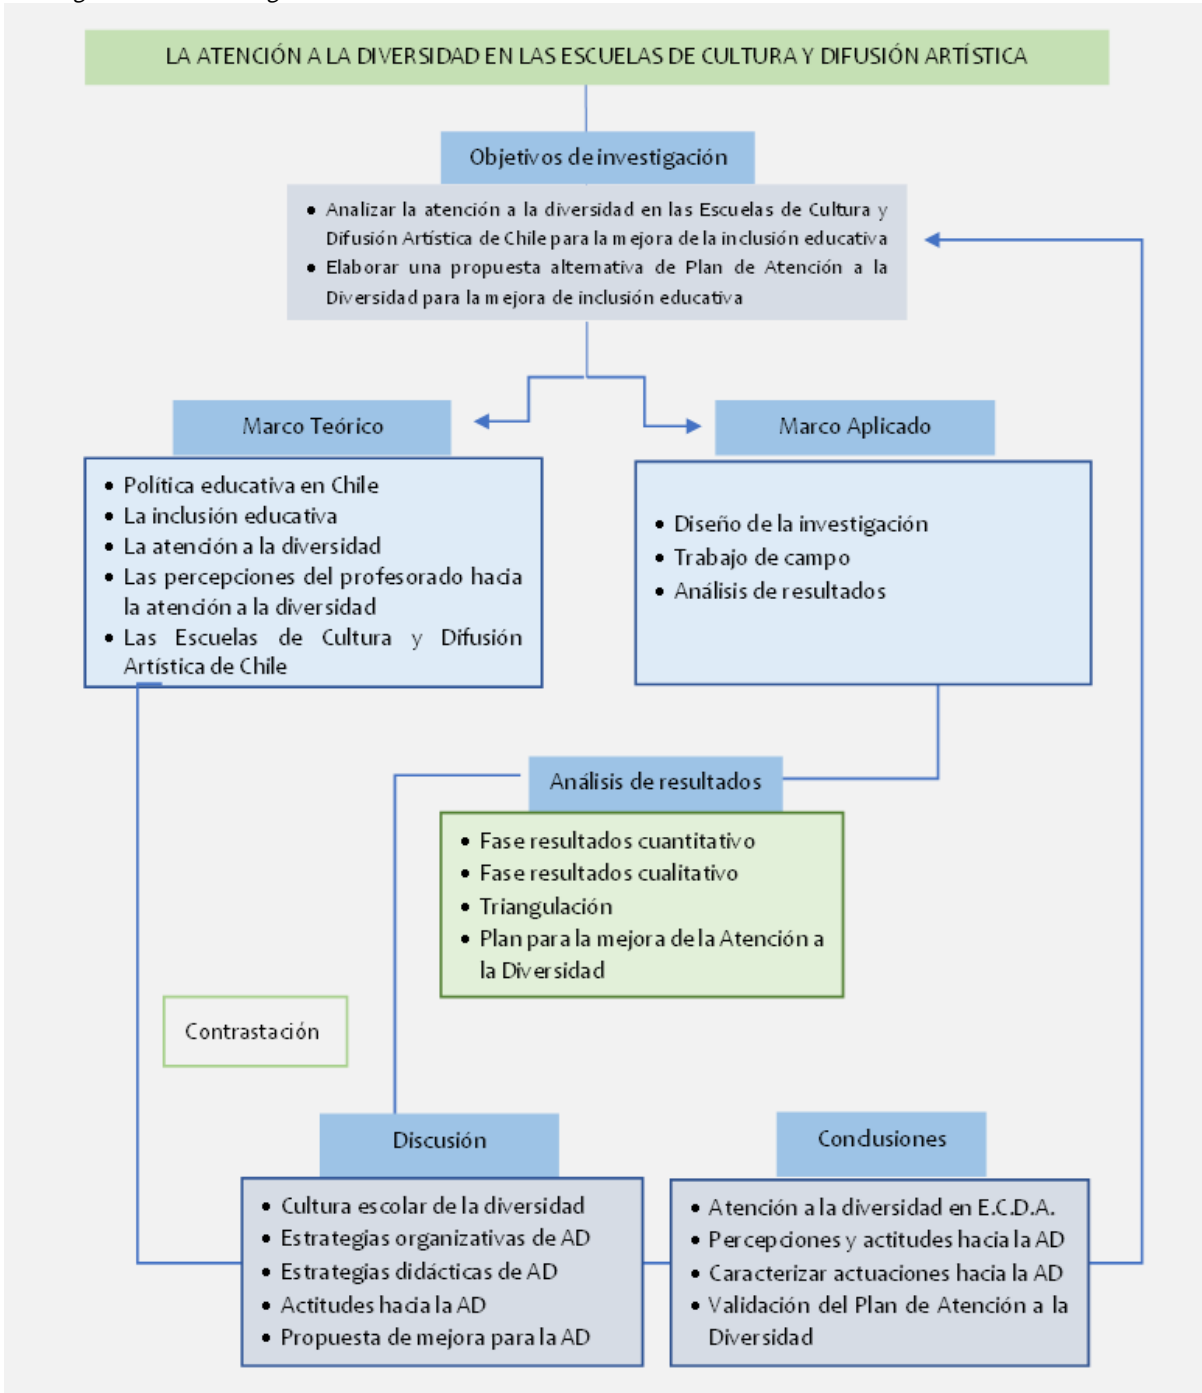 LA ATENCIÓN A LA DIVERSIDAD EN LAS ESCUELAS DE CULTURA Y DIFUSIÓN ARTÍSTICA
Objetivos de investigación
• Analizar la atención a la diversidad en las Escuelas de Cultura y
Difusión Artística de Chile para la mejora de la inclusión educativa
• Elaborar una propuesta alternativa de Plan de Atención a la
Diversidad para la mejora de inclusión educativa
Marco Teórico
• Política educativa en Chile
• La inclusión educativa
• La atención a la diversidad
• Las percepciones del profesorado hacia
la atención a la diversidad
• Las Escuelas de Cultura y Difusión
Artística de Chile
Marco Aplicado
• Diseño de la investigación
• Trabajo de campo
• Análisis de resultados
Análisis de resultados
• Fase resultados cuantitativo
• Fase resultados cualitativo
• Triangulación
• Plan para la mejora de la Atención a
la Diversidad
Contrastación
Discusión
• Cultura escolar de la diversidad
• Estrategias organizativas de AD
• Estrategias didácticas de AD
• Actitudes hacia la AD
• Propuesta de mejora para la AD
Conclusiones
• Atención a la diversidad en E.C.D.A.
• Percepciones y actitudes hacia la AD
• Caracterizar actuaciones hacia la AD
• Validación del Plan de Atención a la
Diversidad